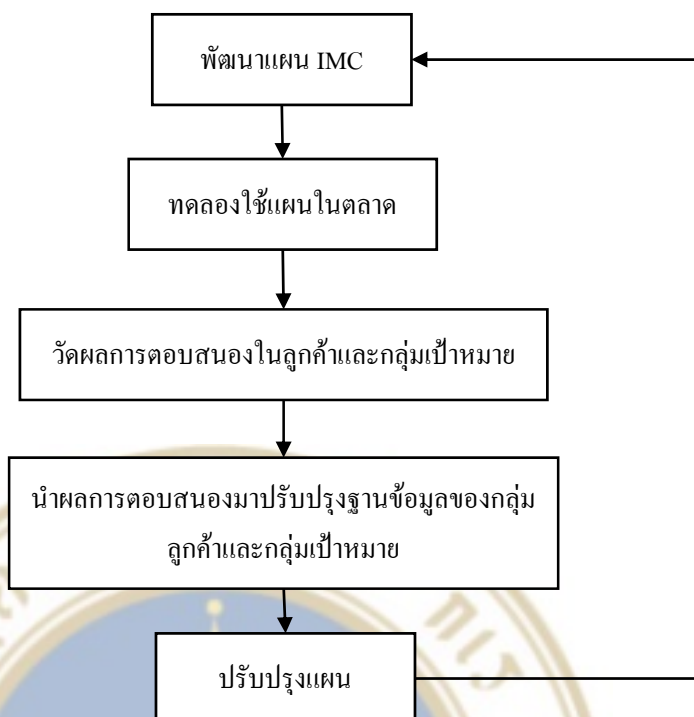 พัฒนาแผน IMC
ทดลองใช้แผนในตลาด
วัดผลการตอบสนองในลูกค้าและกลุ่มเป้าหมาย
นำผลการตอบสนองมาปรับปรุงฐานข้อมูลของกลุ่ม
ลูกค้าและกลุ่มเป้าหมาย
ปรับปรุงแผน